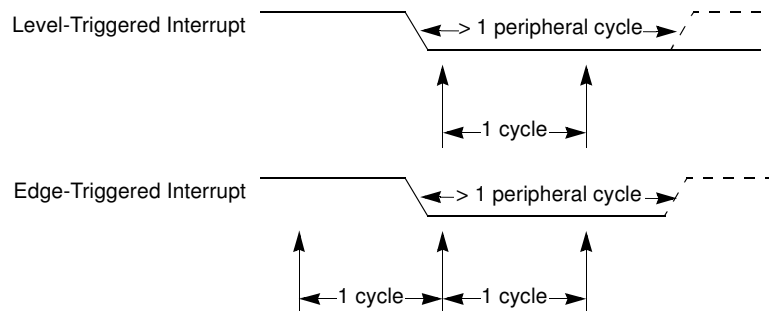 Level-Triggered Interrupt
> 1 peripheral cycle
1 cycle
Edge-Triggered Interrupt
> 1 peripheral cycle
1 cycle
1 cycle